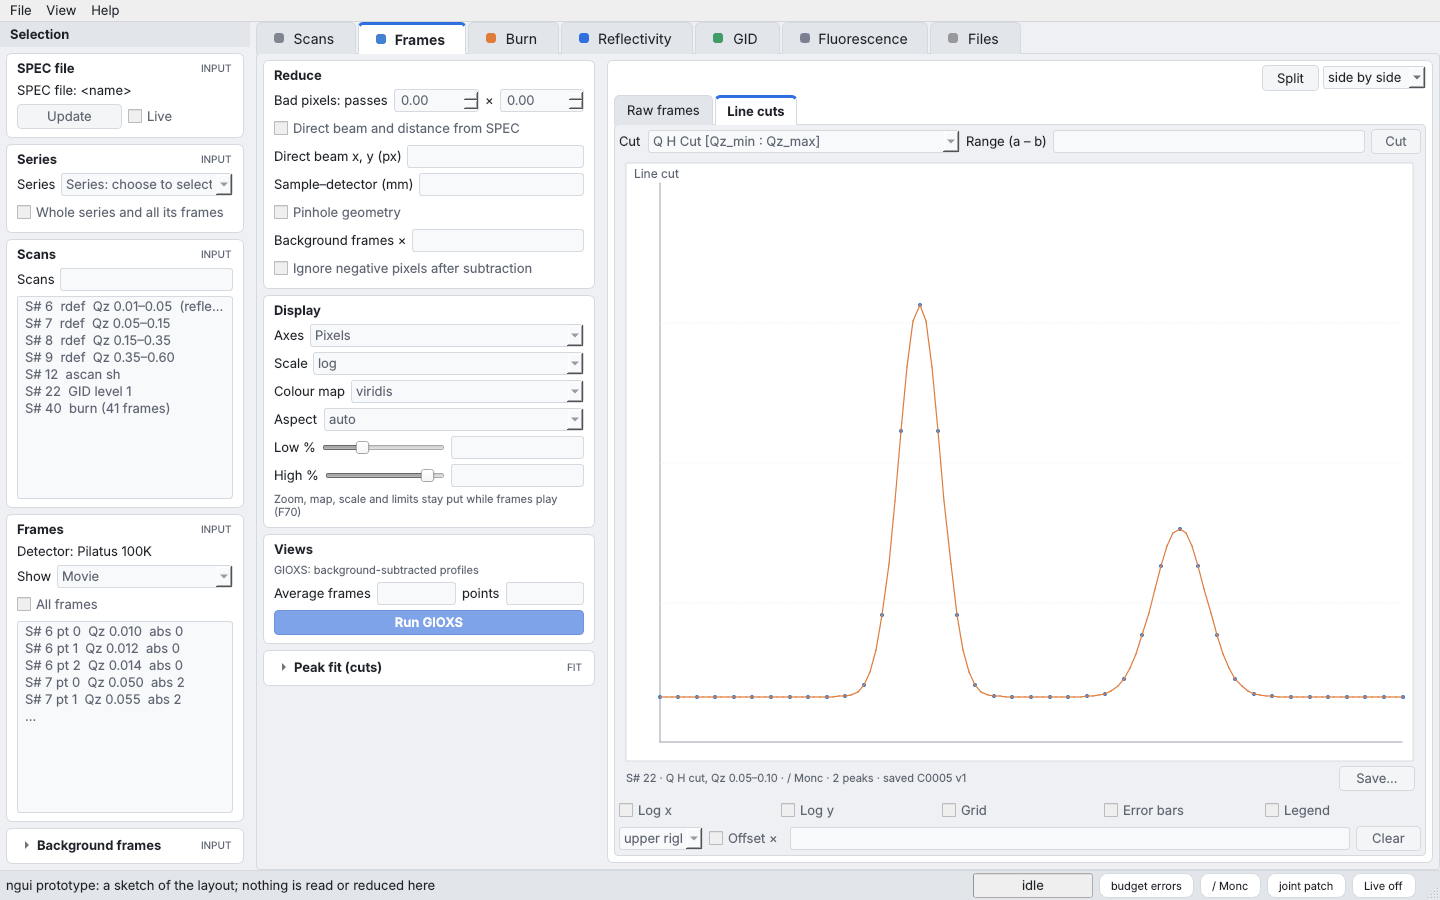 File View Help
Selection
SPEC file INPUT
SPEC file: <name>
Update Live
Series INPUT
Series Series: choose to select
Whole series and all its frames
Scans INPUT
Scans
S# 6 rdef Qz 0.01–0.05 (refle...
S# 7 rdef Qz 0.05–0.15
S# 8 rdef Qz 0.15–0.35
S# 9 rdef Qz 0.35–0.60
S# 12 ascan sh
S# 22 GID level 1
S# 40 burn (41 frames)
Frames INPUT
Detector: Pilatus 100K
Show Movie
All frames
S# 6 pt 0 Qz 0.010 abs 0
S# 6 pt 1 Qz 0.012 abs 0
S# 6 pt 2 Qz 0.014 abs 0
S# 7 pt 0 Qz 0.050 abs 2
S# 7 pt 1 Qz 0.055 abs 2
...
Background frames INPUT
Scans Frames Burn Reflectivity GID Fluorescence Files
Reduce
Bad pixels: passes 0.00 × 0.00
Direct beam and distance from SPEC
Direct beam x, y (px)
Sample–detector (mm)
Pinhole geometry
Background frames ×
Ignore negative pixels after subtraction
Display
Axes Pixels
Scale log
Colour map viridis
Aspect auto
Low %
High %
Zoom, map, scale and limits stay put while frames play
(F70)
Views
GIOXS: background-subtracted profiles
Average frames points
Run GIOXS
Peak fit (cuts) FIT
Split side by side
Raw frames Line cuts
Cut Q H Cut [Qz_min : Qz_max] Range (a – b) Cut
Line cut
S# 22 · Q H cut, Qz 0.05–0.10 · / Monc · 2 peaks · saved C0005 v1 Save...
Log x Log y Grid Error bars Legend
upper rigl Offset × Clear
ngui prototype: a sketch of the layout; nothing is read or reduced here idle budget errors / Monc joint patch Live off